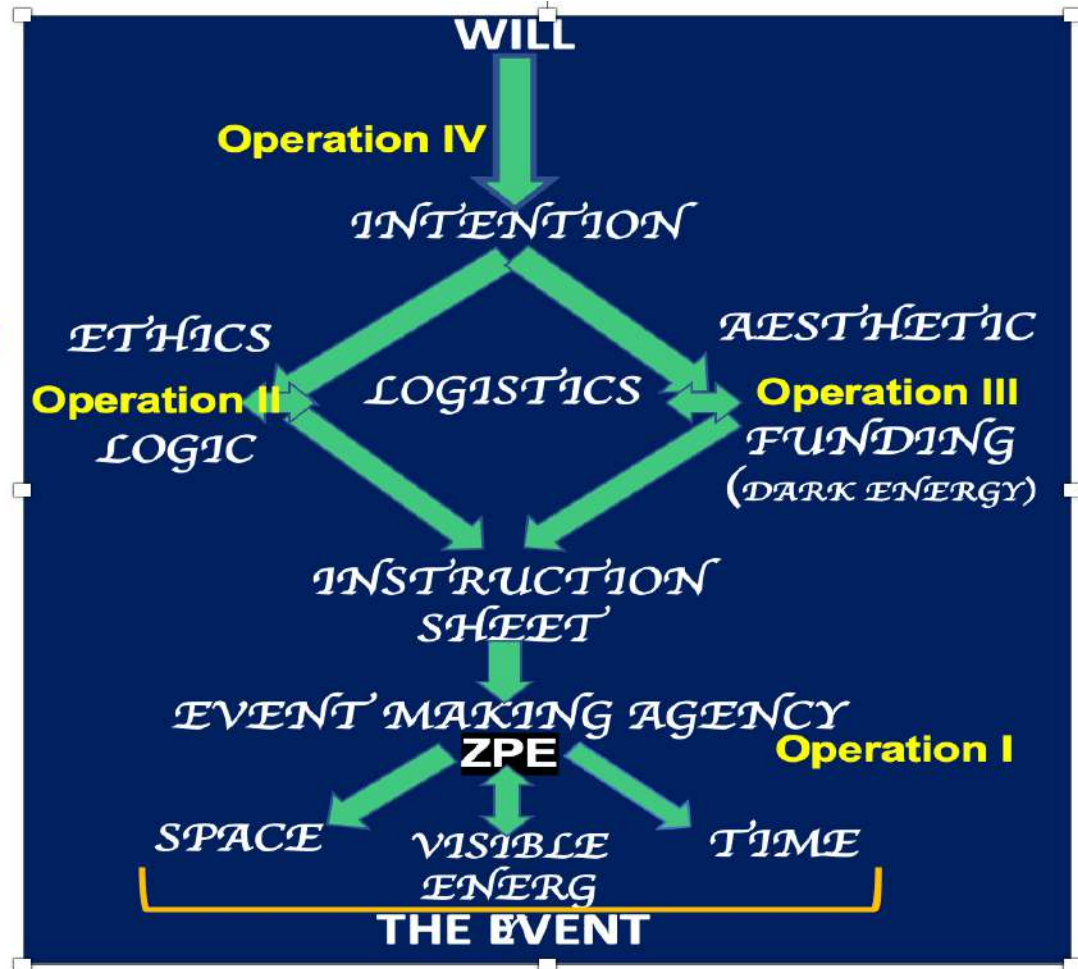 WILL
Operation IV
INTENTION
ETHICS
AESTHETIC
LOGISTICS
Operation II
Operation III
LOGIC
FUNDING
(DARK ENERGY)
INSTRUCTION
SHEET
EVENT MAKING AGENCY
ZPE
Operation I
SPACE
VISIBLE
TIME
ENERG
Y
THE EVENT